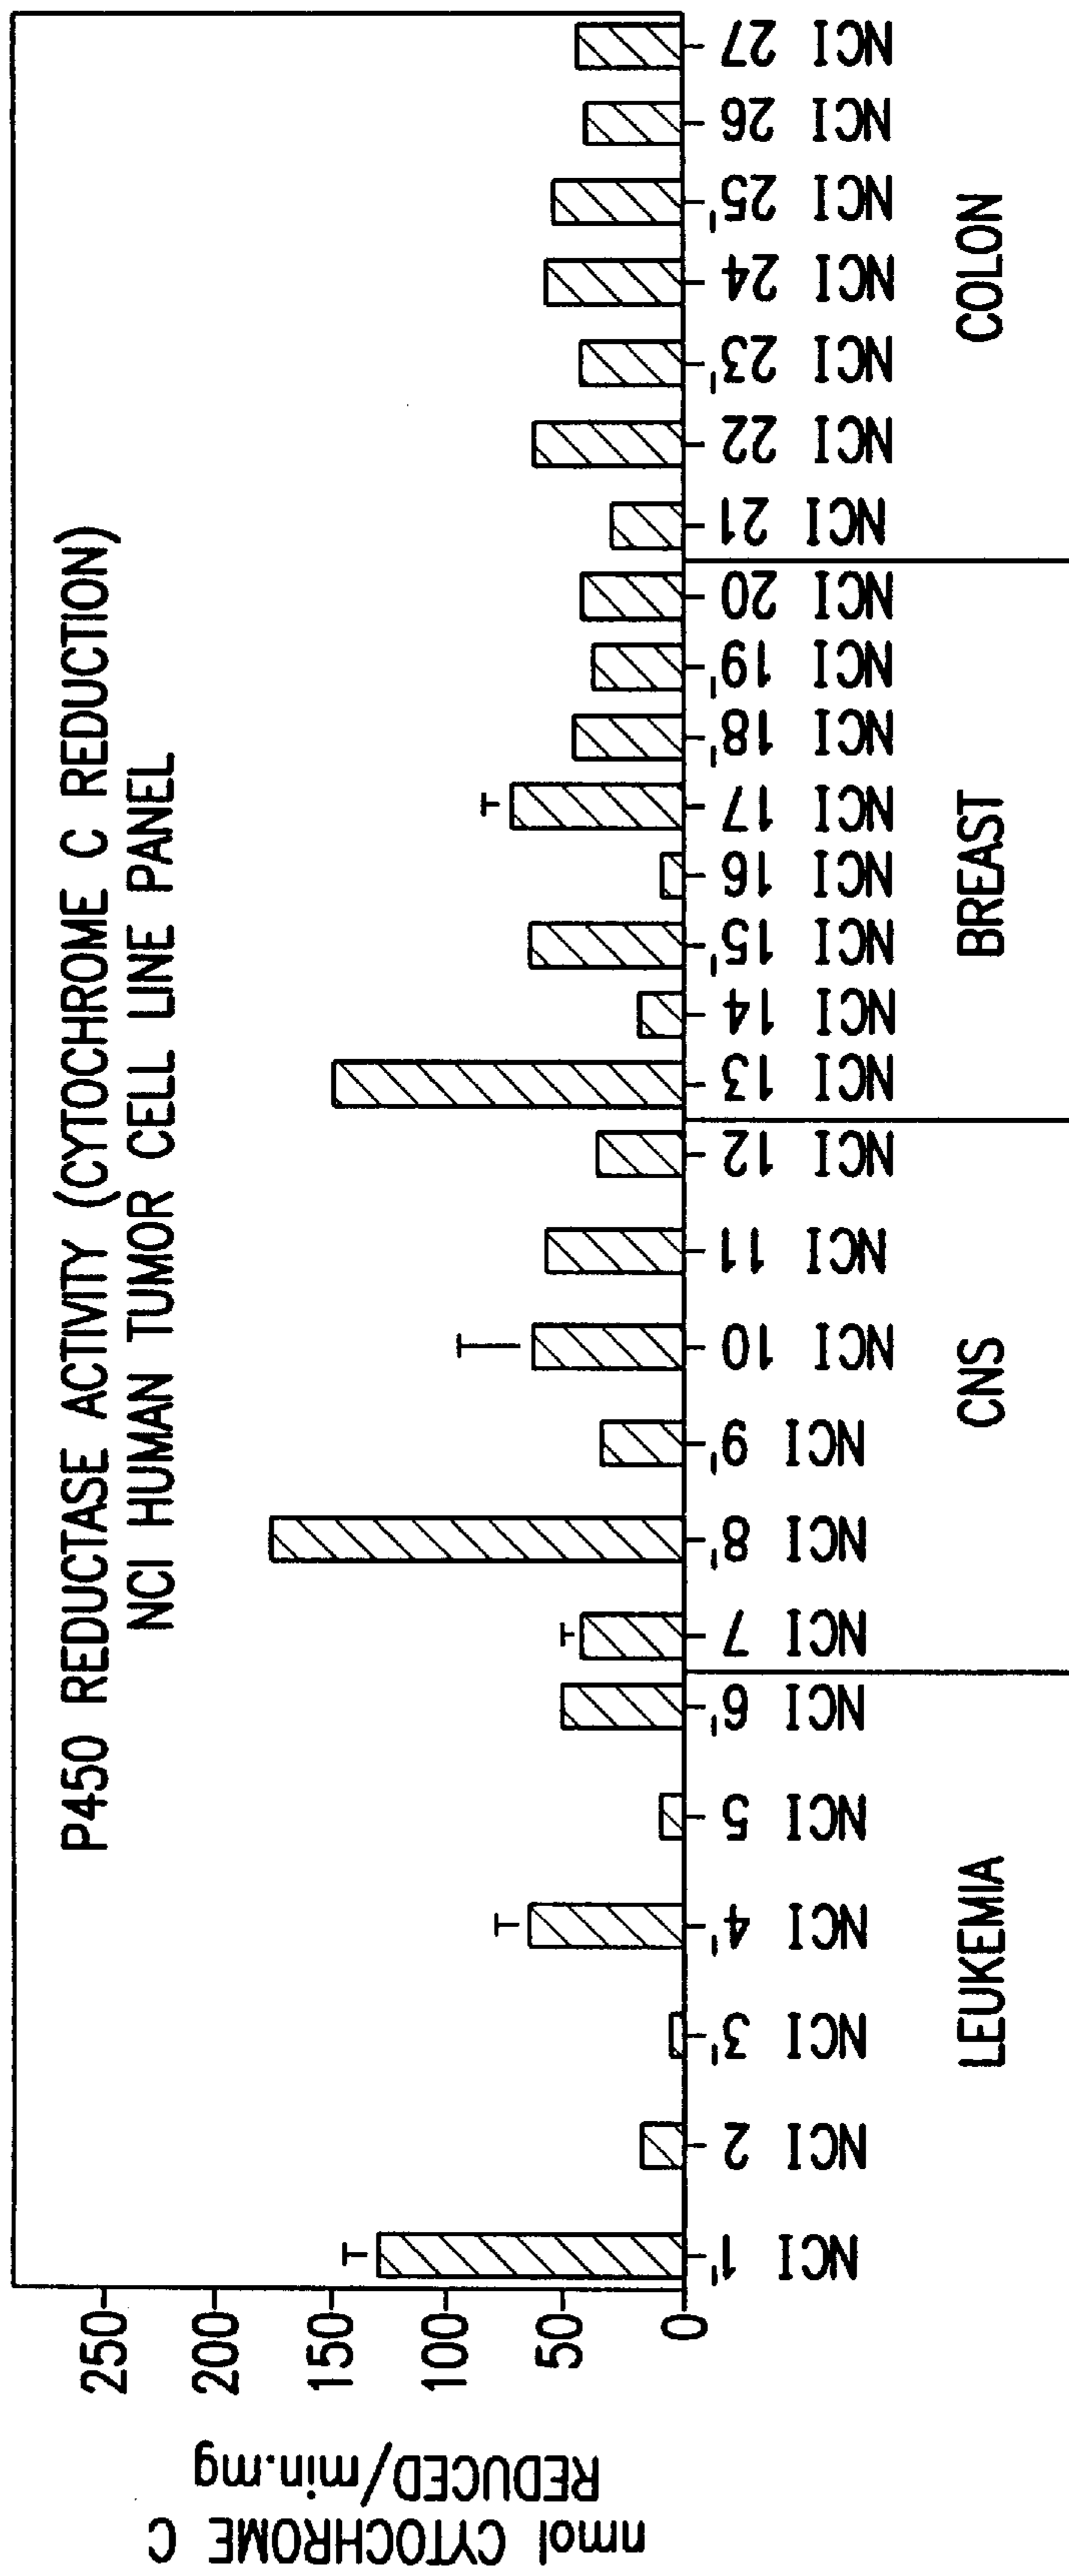 P450 REDUCTASE ACTIVITY (CYTOCHROME C REDUCTION)
NCI HUMAN TUMOR CELL LINE PANEL
nmol CYTOCHROME C
REDUCED/min.mg
250
200
150
100
50
0
NCI 1'
NCI 2
NCI 3'
NCI 4'
NCI 5
NCI 6'
NCI 7
NCI 8'
NCI 9'
NCI 10
NCI 11
NCI 12
NCI 13
NCI 14
NCI 15'
NCI 16
NCI 17
NCI 18'
NCI 19'
NCI 20
NCI 21
NCI 22
NCI 23'
NCI 24
NCI 25'
NCI 26
NCI 27
LEUKEMIA
CNS
BREAST
COLON